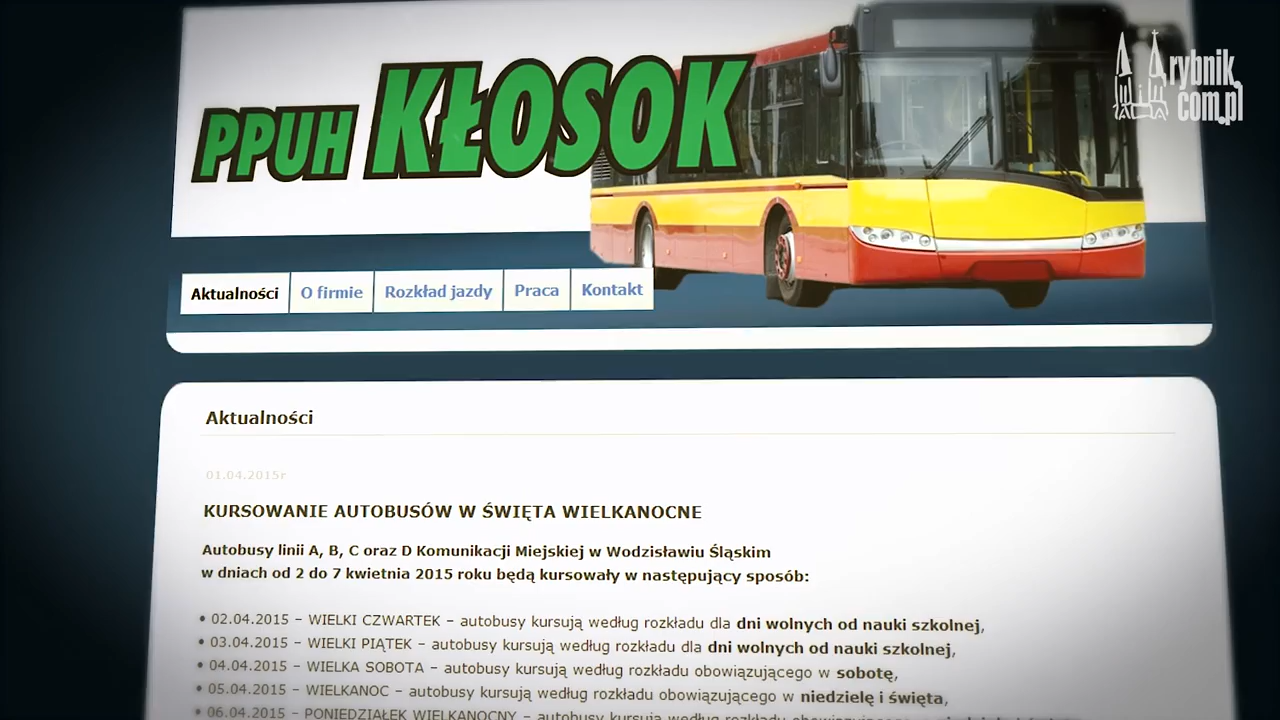 rybnik
com.pl
PPUH KŁOSOK
Aktualności O firmie Rozkład jazdy Praca Kontakt
Aktualności
01.04.2015r
KURSOWANIE AUTOBUSÓW W ŚWIĘTA WIELKANOCNE
Autobusy linii A, B, C oraz D Komunikacji Miejskiej w Wodzisławiu Śląskim
w dniach od 2 do 7 kwietnia 2015 roku będą kursowały w następujący sposób:
• 02.04.2015 – WIELKI CZWARTEK – autobusy kursują według rozkładu dla dni wolnych od nauki szkolnej,
• 03.04.2015 – WIELKI PIĄTEK – autobusy kursują według rozkładu dla dni wolnych od nauki szkolnej,
• 04.04.2015 – WIELKA SOBOTA – autobusy kursują według rozkładu obowiązującego w sobotę,
• 05.04.2015 – WIELKANOC – autobusy kursują według rozkładu obowiązującego w niedzielę i święta,
• 06.04.2015 – PONIEDZIAŁEK WIELKANOCNY – autobusy kursują według rozkładu